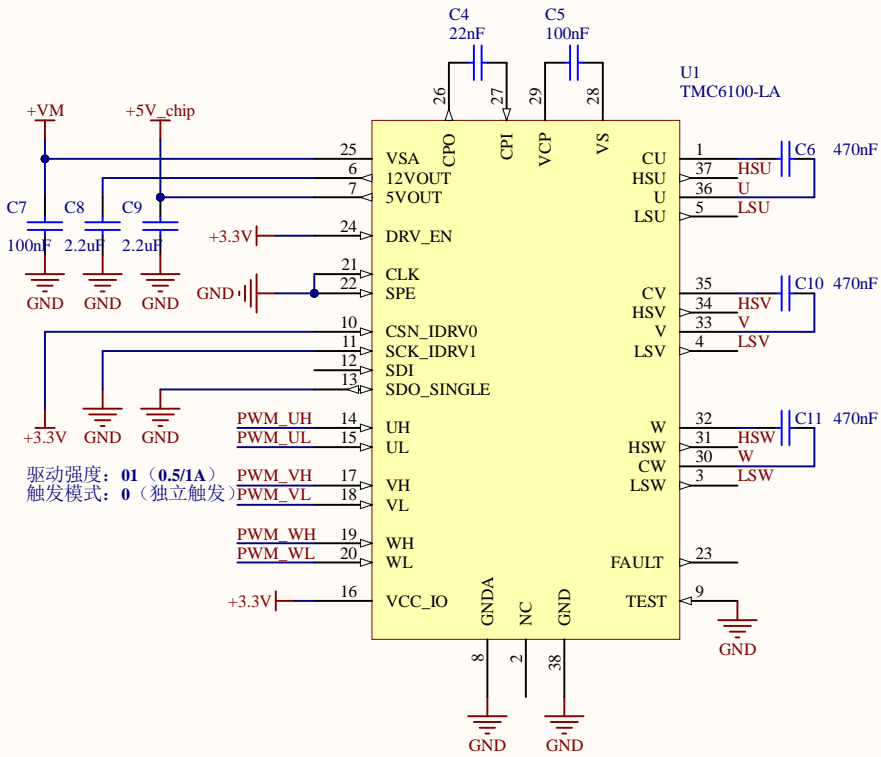 C4
22nF
C5
100nF
U1
TMC6100-LA
26
27
29
28
CPO
CPI
VCP
VS
+VM
+5V_chip
25
VSA
6
12VOUT
7
5VOUT
C7
100nF
C8
2.2uF
C9
2.2uF
GND
GND
GND
+3.3V
24
DRV_EN
21
CLK
GND
22
SPE
10
CSN_IDRV0
11
SCK_IDRV1
12
SDI
13
SDO_SINGLE
+3.3V
GND
GND
PWM_UH
14
UH
PWM_UL
15
UL
驱动强度：01（0.5/1A）
触发模式：0（独立触发）
PWM_VH
17
VH
PWM_VL
18
VL
PWM_WH
19
WH
PWM_WL
20
WL
+3.3V
16
VCC_IO
CU
1
C6
470nF
HSU
37
HSU
U
36
U
LSU
5
LSU
CV
35
C10
470nF
HSV
34
HSV
V
33
V
LSV
4
LSV
W
32
C11
470nF
HSW
31
HSW
CW
30
W
LSW
3
LSW
FAULT
23
TEST
9
GND
GNDA
NC
GND
8
2
38
GND
GND